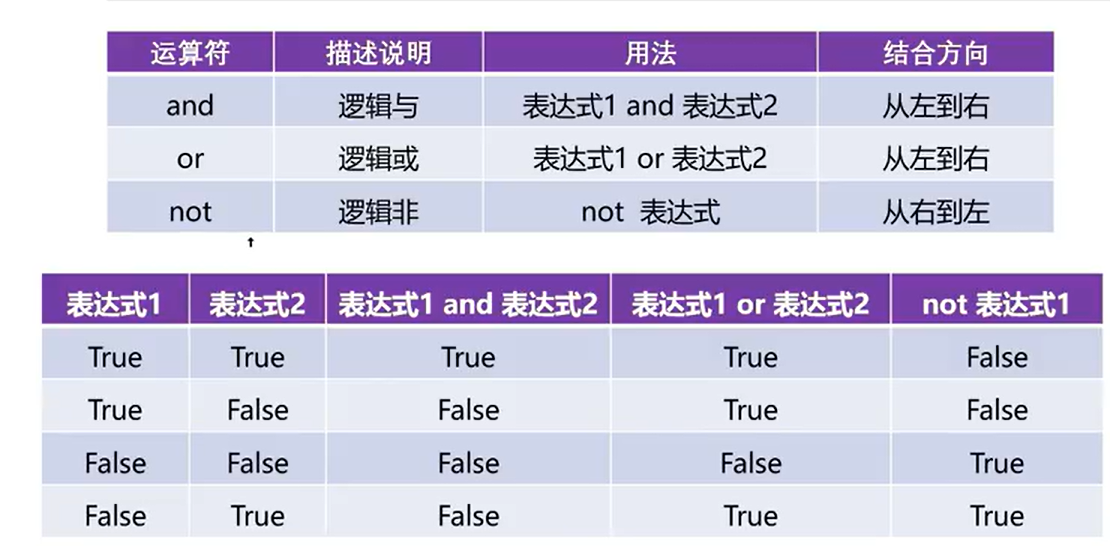 运算符 描述说明 用法 结合方向
and 逻辑与 表达式1 and 表达式2 从左到右
or 逻辑或 表达式1 or 表达式2 从左到右
not 逻辑非 not 表达式 从右到左
表达式1 表达式2 表达式1 and 表达式2 表达式1 or 表达式2 not 表达式1
True True True True False
True False False True False
False False False False True
False True False True True